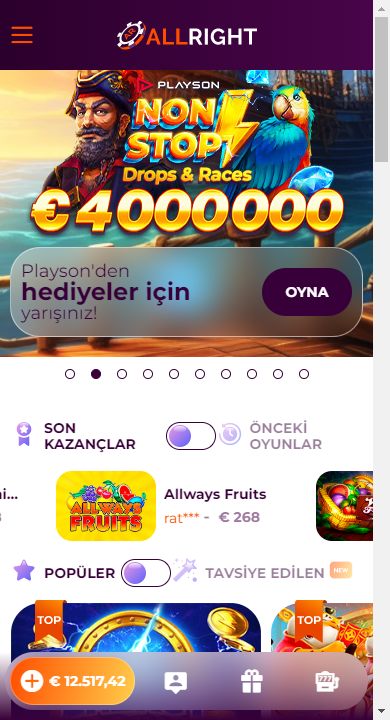 ALLRIGHT
PLAYSON
NON
STOP
Drops & Races
€4000000
Playson'den
hediyeler için
yarışınız!
OYNA
SON
KAZANÇLAR
ÖNCEKİ
OYUNLAR
Allways Fruits
rat*** - € 268
ALLWAYS
FRUITS
POPÜLER
TAVSİYE EDİLEN
NEW
TOP
TOP
€ 12.517,42
777